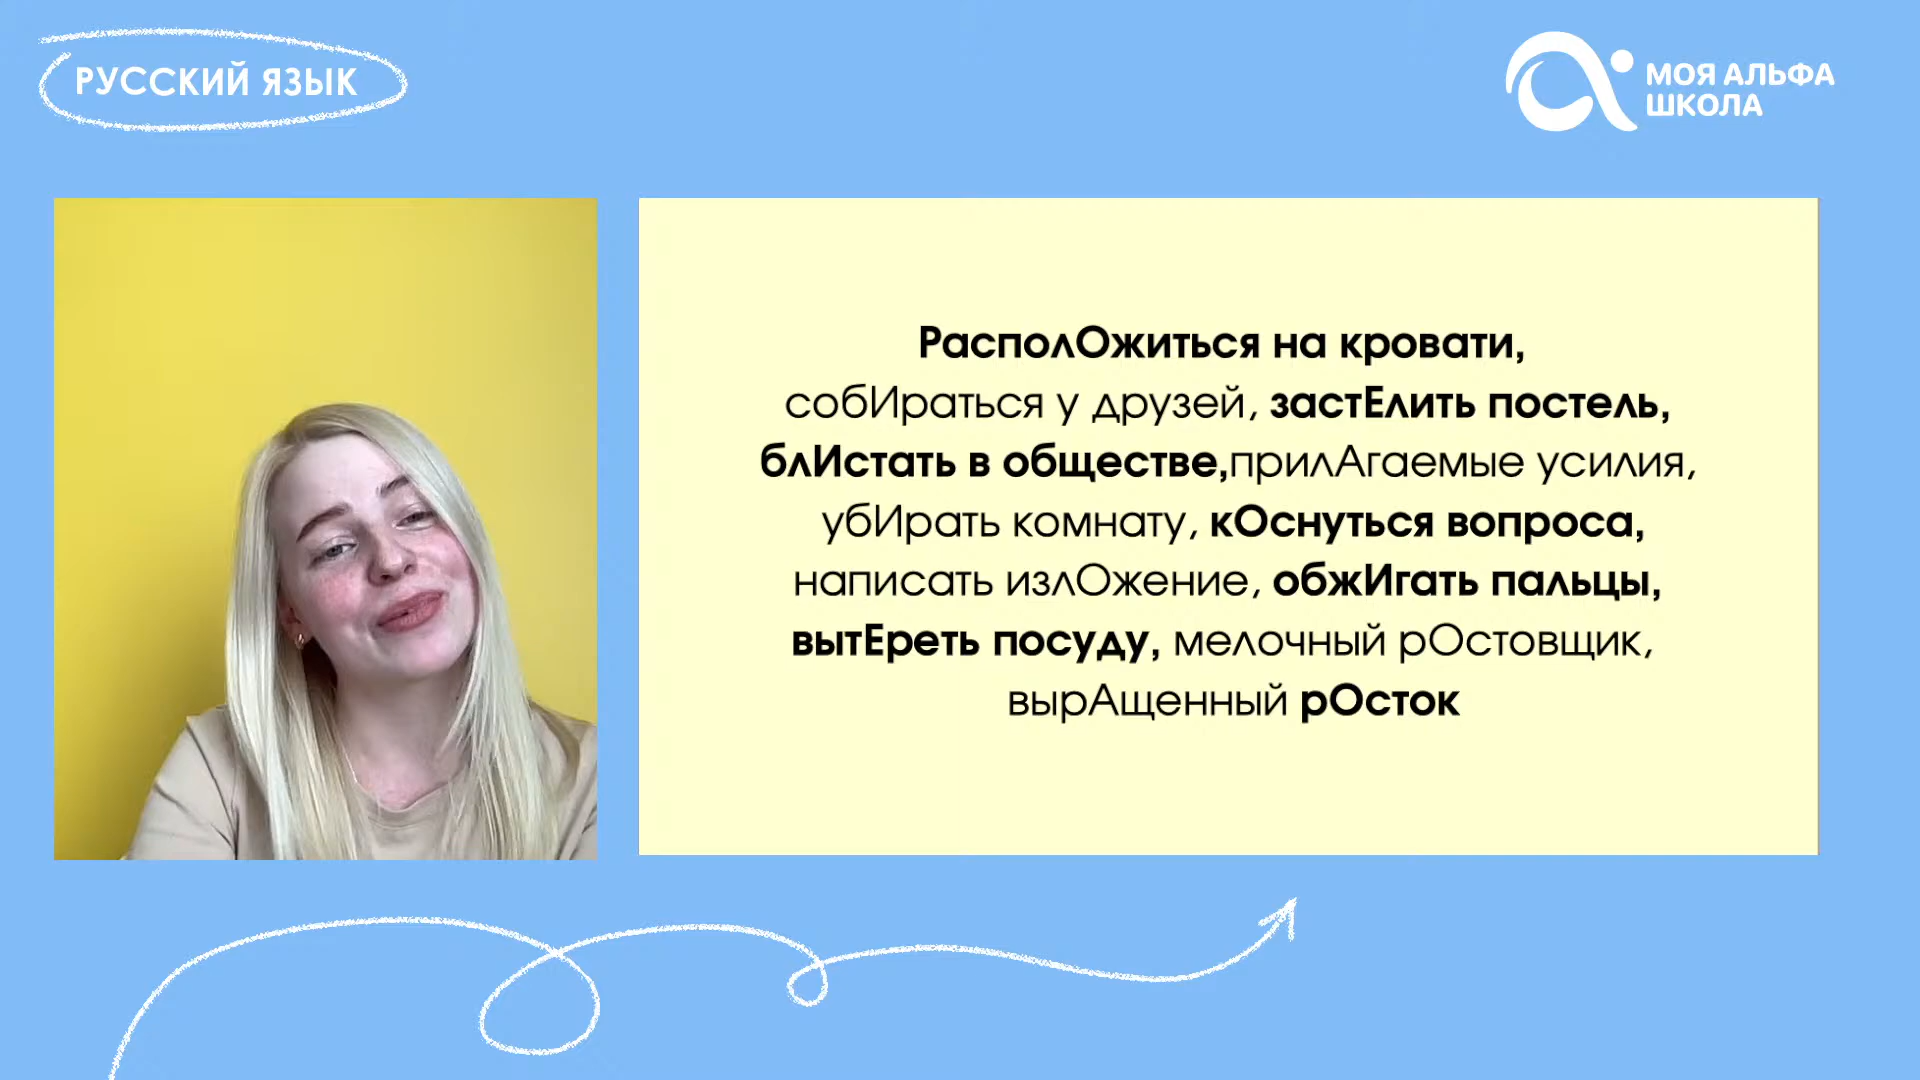 РУССКИЙ ЯЗЫК
МОЯ АЛЬФА
ШКОЛА
РасполОжиться на кровати,
собИраться у друзей, застЕлить постель,
блИстать в обществе,прилАгаемые усилия,
убИрать комнату, кОснуться вопроса,
написать излОжение, обжИгать пальцы,
вытЕреть посуду, мелочный рОстовщик,
вырАщенный рОсток